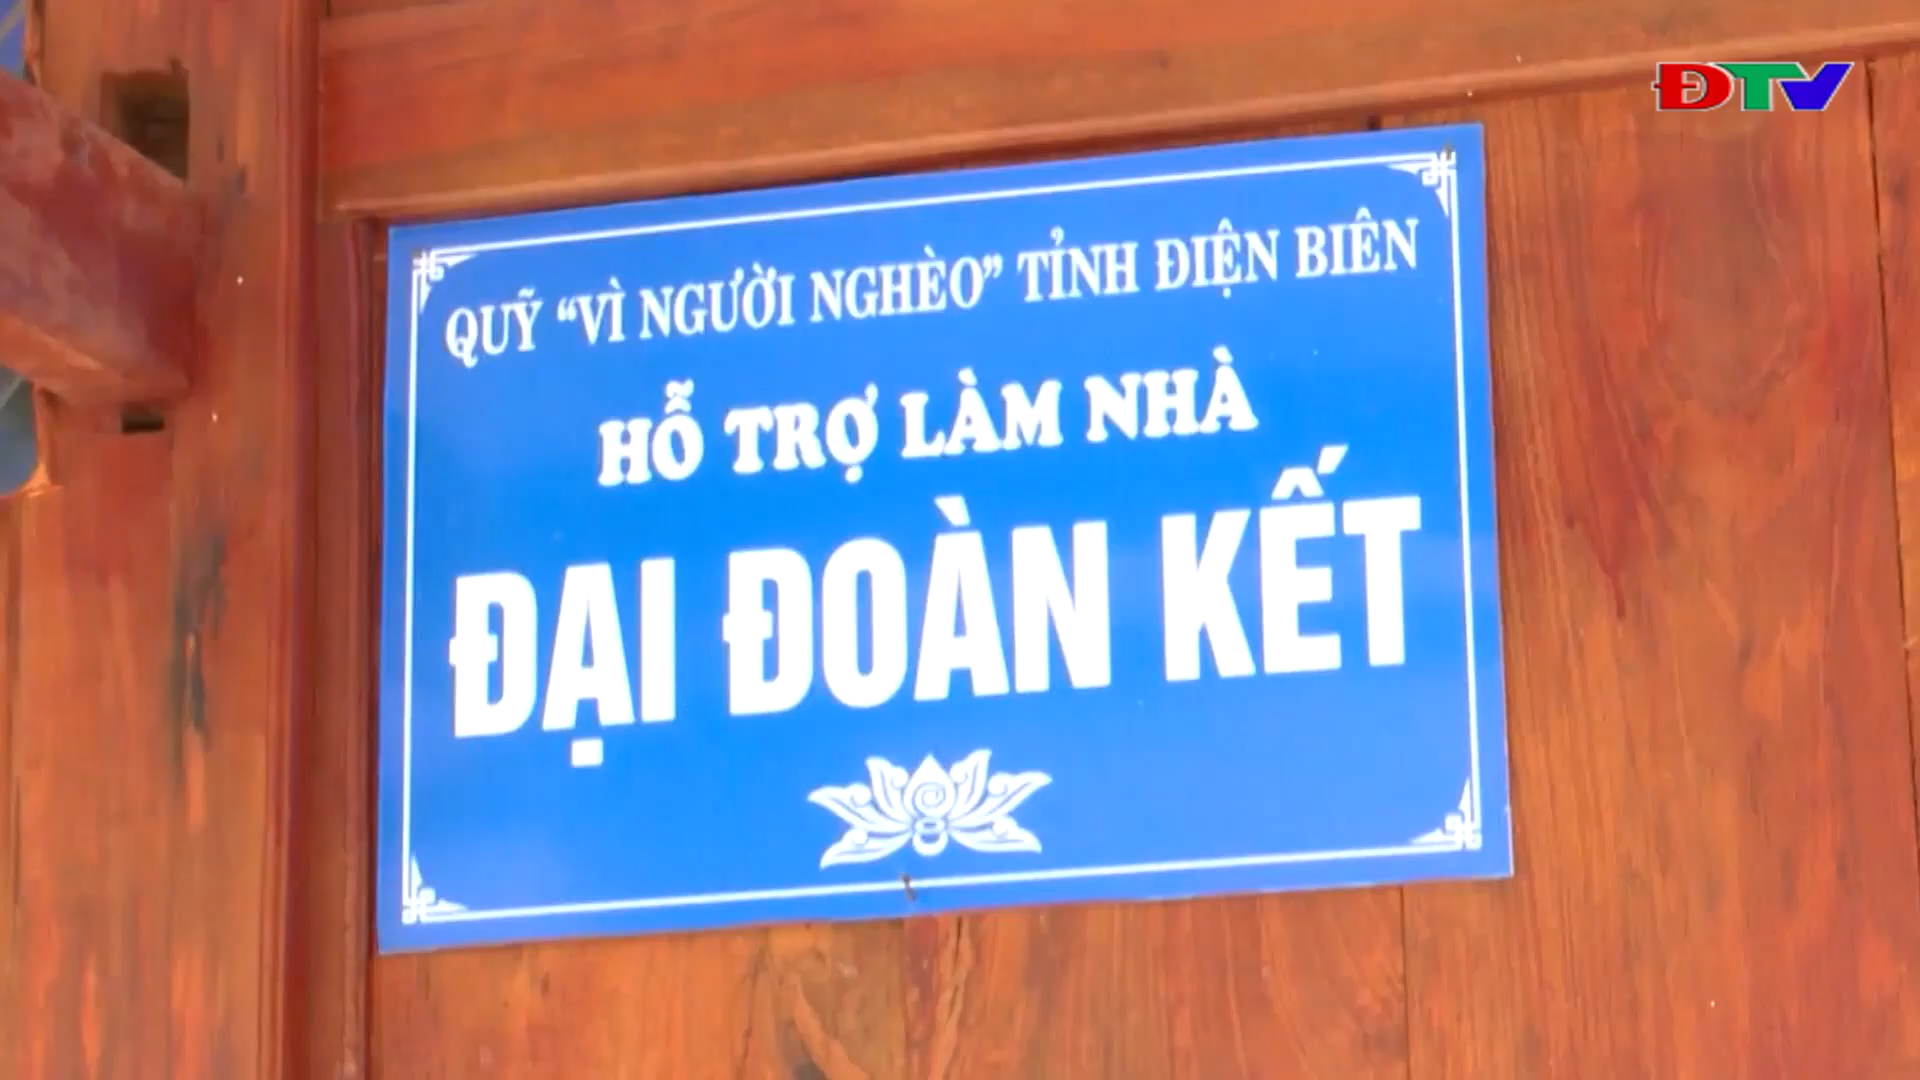 ĐTV
QUỸ “VÌ NGƯỜI NGHÈO” TỈNH ĐIỆN BIÊN
HỖ TRỢ LÀM NHÀ
ĐẠI ĐOÀN KẾT